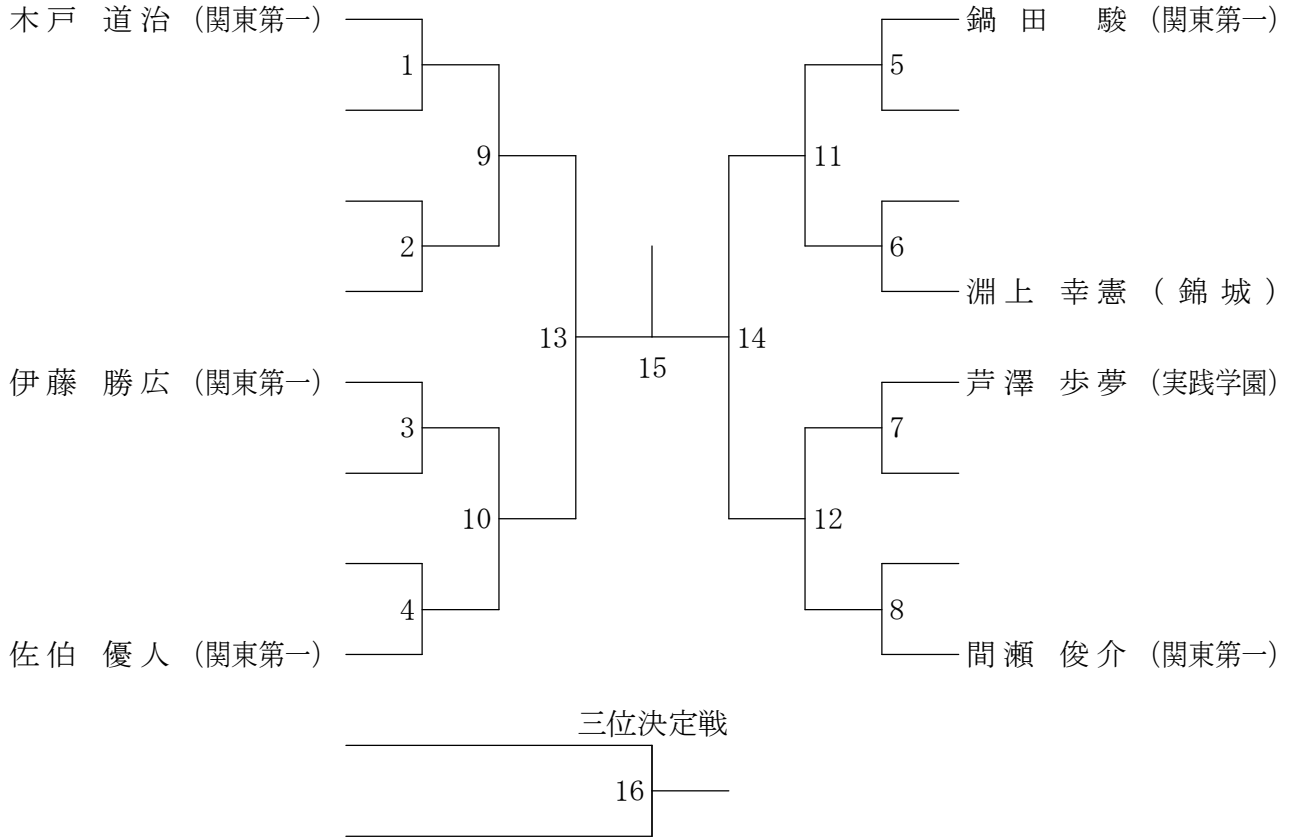 木戸 道治 (関東第一)
1
9
2
13
伊藤 勝広 (関東第一)
3
10
4
佐伯 優人 (関東第一)
15
鍋田 駿 (関東第一)
5
11
6
淵上 幸憲 (錦城)
14
芦澤 歩夢 (実践学園)
7
12
8
間瀬 俊介 (関東第一)
三位決定戦
16